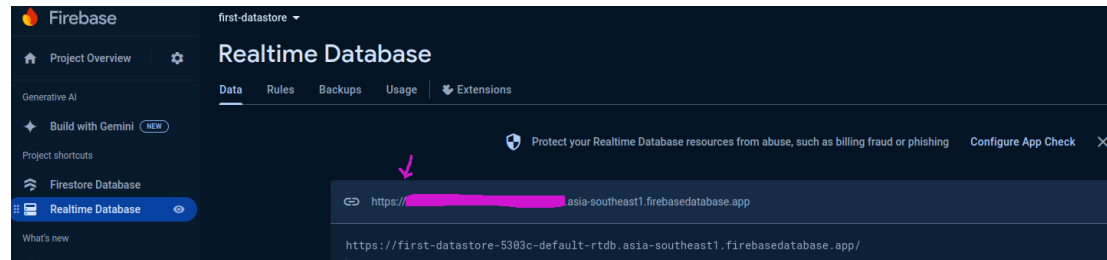 Firebase
first-datastore
Project Overview
Realtime Database
Generative AI
Data Rules Backups Usage Extensions
Build with Gemini NEW
Protect your Realtime Database resources from abuse, such as billing fraud or phishing Configure App Check
Project shortcuts
Firestore Database
Realtime Database
https:// .asia-southeast1.firebasedatabase.app
What's new
https://first-datastore-5303c-default-rtdb.asia-southeast1.firebasedatabase.app/